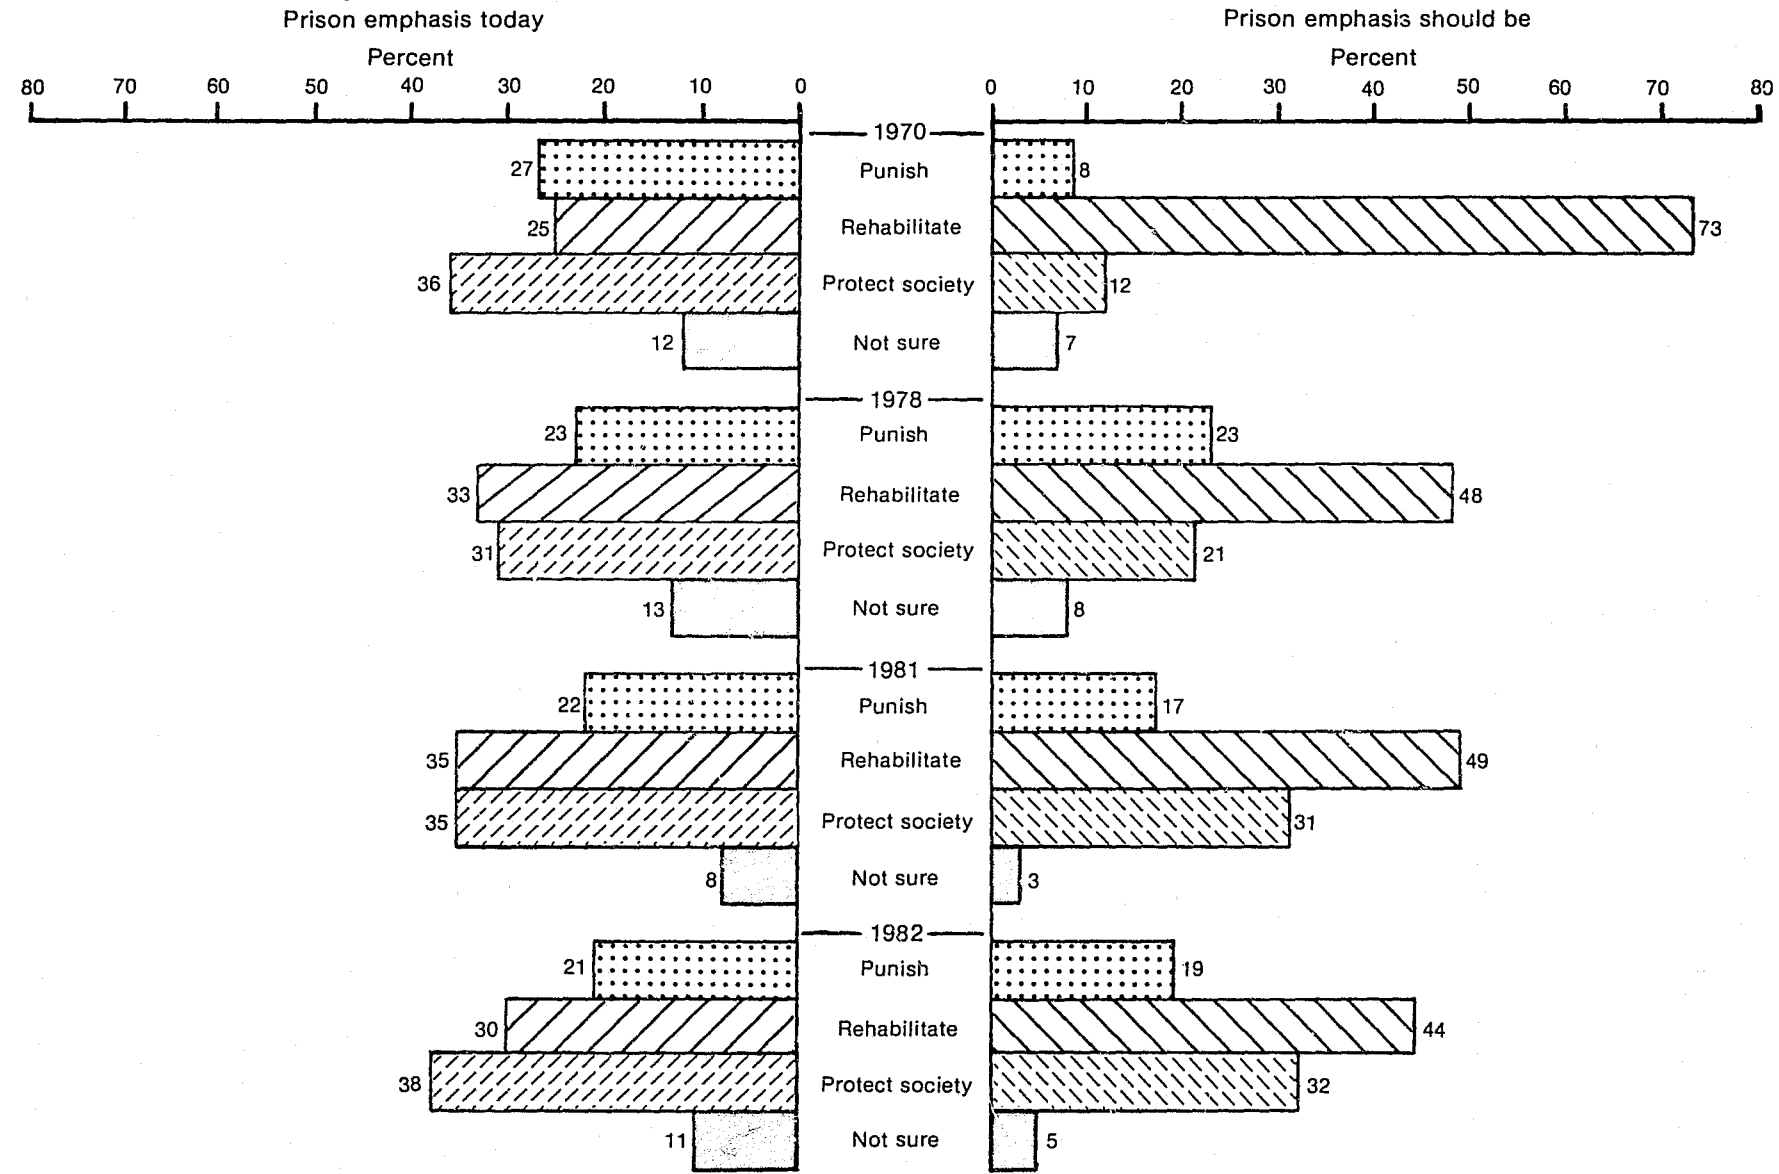 Prison emphasis today Prison emphasis should be
Percent Percent
80 70 60 50 40 30 20 10 0 0 10 20 30 40 50 60 70 80
1970
27 Punish 8
25 Rehabilitate 73
36 Protect society 12
12 Not sure 7
1978
23 Punish 23
33 Rehabilitate 48
31 Protect society 21
13 Not sure 8
1981
22 Punish 17
35 Rehabilitate 49
35 Protect society 31
8 Not sure 3
1982
21 Punish 19
30 Rehabilitate 44
38 Protect society 32
11 Not sure 5